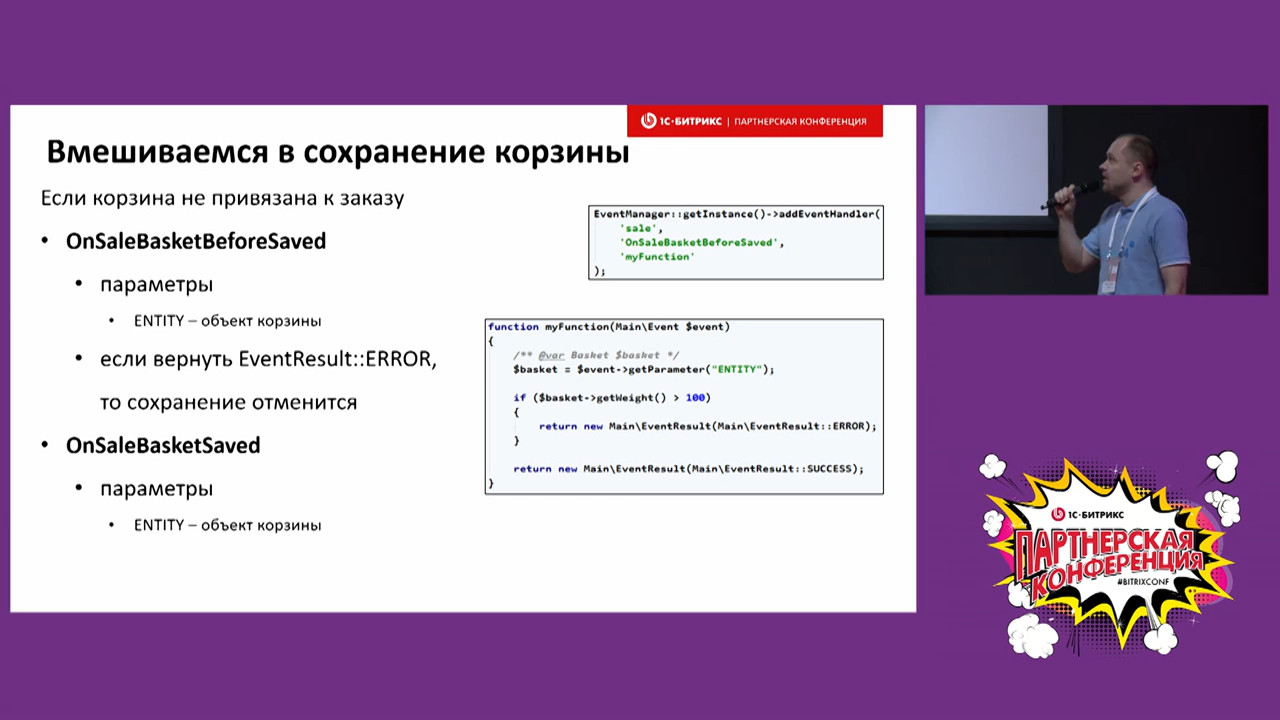 1С-БИТРИКС | ПАРТНЕРСКАЯ КОНФЕРЕНЦИЯ
Вмешиваемся в сохранение корзины
Если корзина не привязана к заказу
• OnSaleBasketBeforeSaved
• параметры
• ENTITY – объект корзины
• если вернуть EventResult::ERROR,
то сохранение отменится
• OnSaleBasketSaved
• параметры
• ENTITY – объект корзины
EventManager::getInstance()->addEventHandler(
'sale',
'OnSaleBasketBeforeSaved',
'myFunction'
);
function myFunction(Main\Event $event)
{
/** @var Basket $basket */
$basket = $event->getParameter("ENTITY");
if ($basket->getWeight() > 100)
{
return new Main\EventResult(Main\EventResult::ERROR);
}
return new Main\EventResult(Main\EventResult::SUCCESS);
}
1С-БИТРИКС
ПАРТНЕРСКАЯ
КОНФЕРЕНЦИЯ
#BITRIXCONF